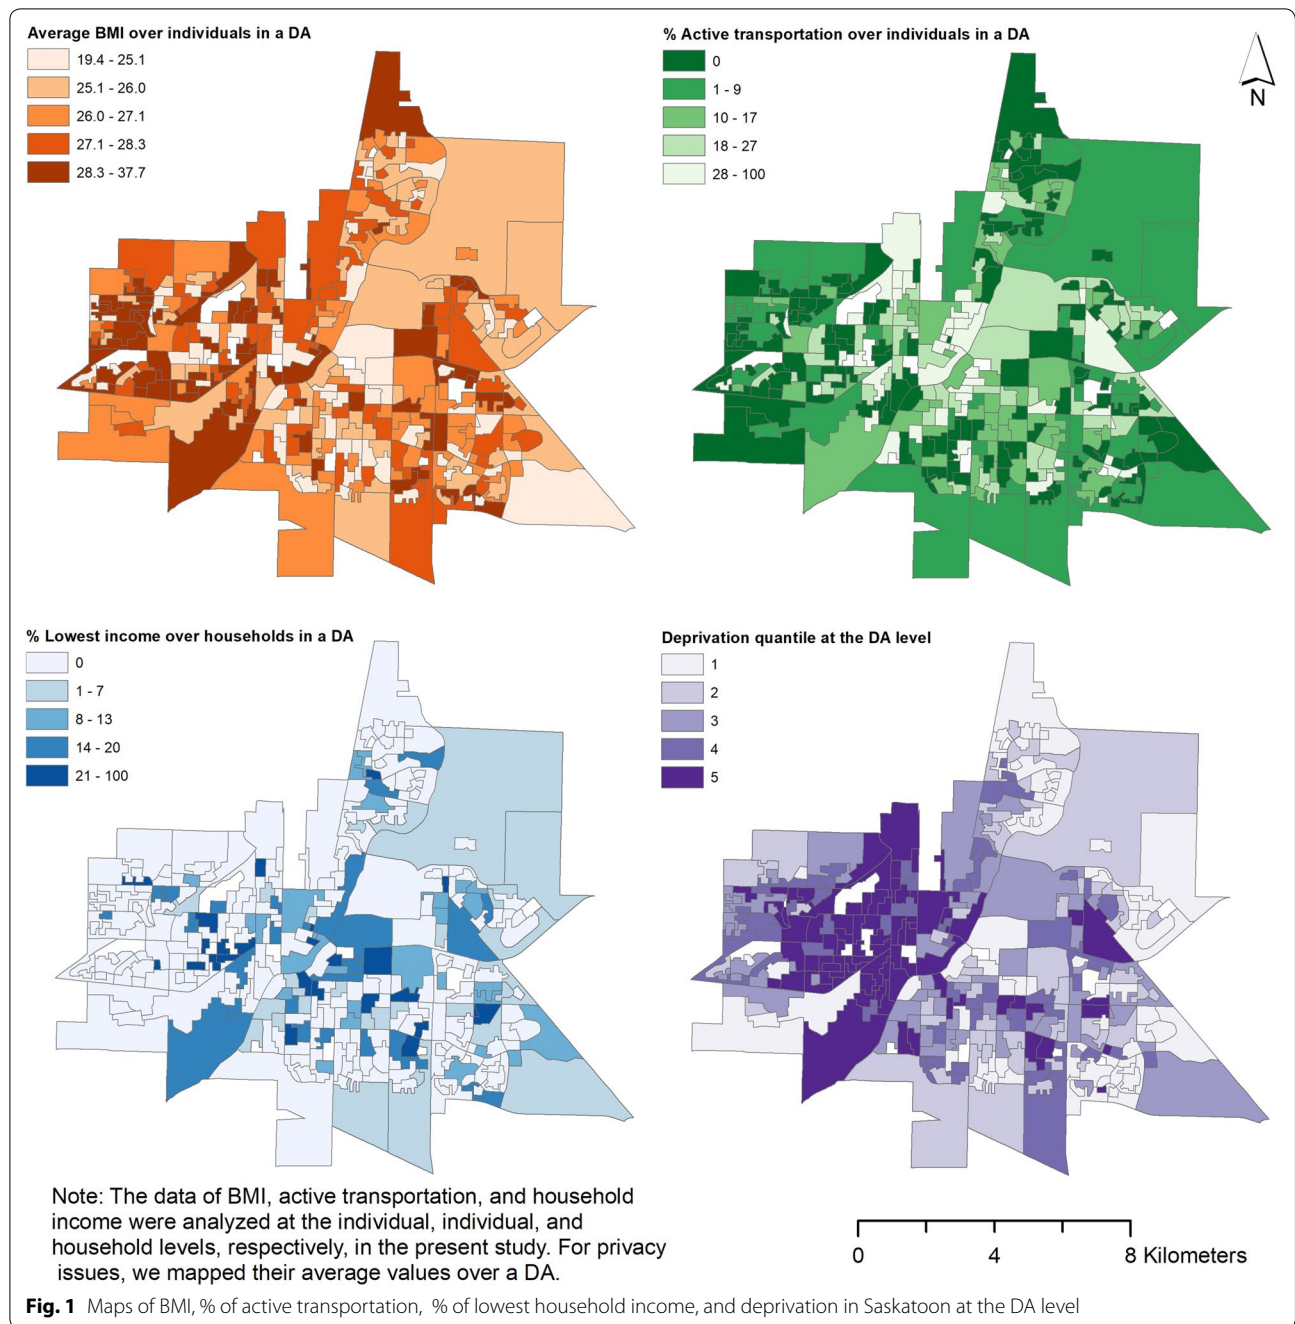 Average BMI over individuals in a DA
19.4 - 25.1
25.1 - 26.0
26.0 - 27.1
27.1 - 28.3
28.3 - 37.7
% Active transportation over individuals in a DA
0
1 - 9
10 - 17
18 - 27
28 - 100
N
% Lowest income over households in a DA
0
1 - 7
8 - 13
14 - 20
21 - 100
Deprivation quantile at the DA level
1
2
3
4
5
Note: The data of BMI, active transportation, and household
income were analyzed at the individual, individual, and
household levels, respectively, in the present study. For privacy
issues, we mapped their average values over a DA.
0 4 8 Kilometers
Fig. 1 Maps of BMI, % of active transportation, % of lowest household income, and deprivation in Saskatoon at the DA level